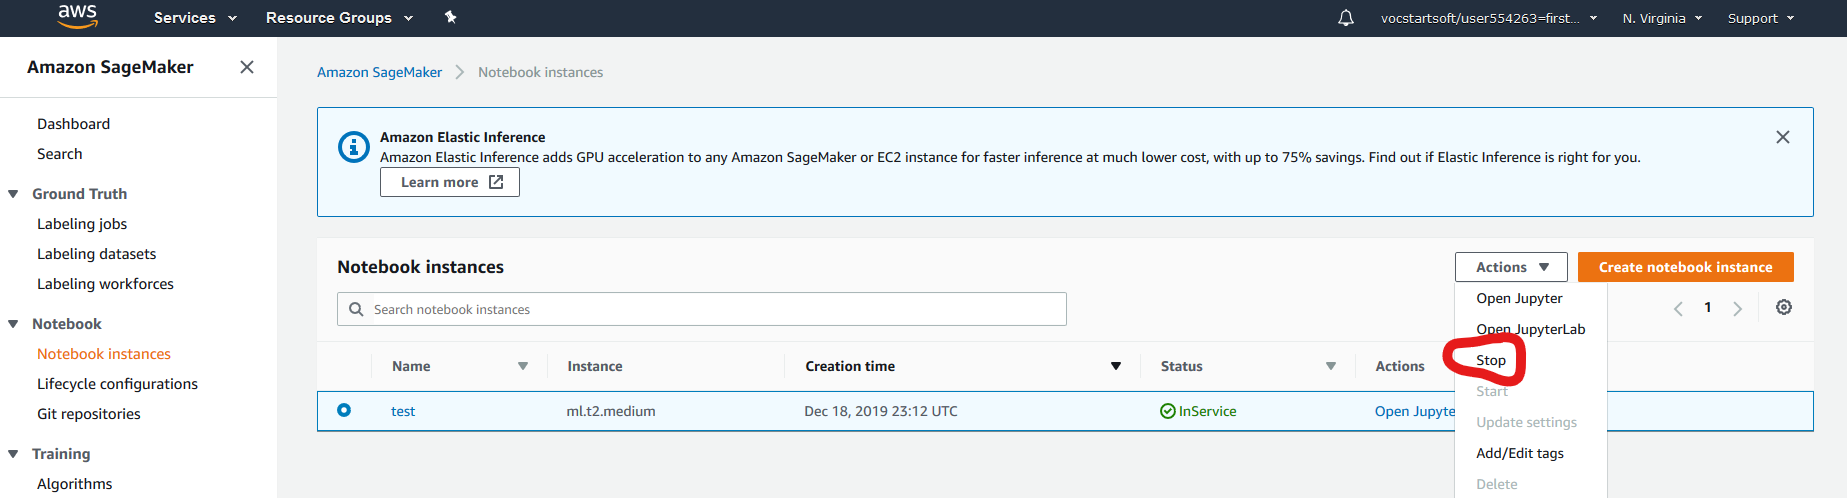 aws
Services
Resource Groups
vocstartsoft/user554263=first...
N. Virginia
Support
Amazon SageMaker
Dashboard
Search
Ground Truth
Labeling jobs
Labeling datasets
Labeling workforces
Notebook
Notebook instances
Lifecycle configurations
Git repositories
Training
Algorithms
Amazon SageMaker > Notebook instances
Amazon Elastic Inference
Amazon Elastic Inference adds GPU acceleration to any Amazon SageMaker or EC2 instance for faster inference at much lower cost, with up to 75% savings. Find out if Elastic Inference is right for you.
Learn more
Notebook instances
Actions
Create notebook instance
Search notebook instances
1
Name Instance Creation time Status Actions
test ml.t2.medium Dec 18, 2019 23:12 UTC InService Open Jupyte
Open Jupyter
Open JupyterLab
Stop
Start
Update settings
Add/Edit tags
Delete